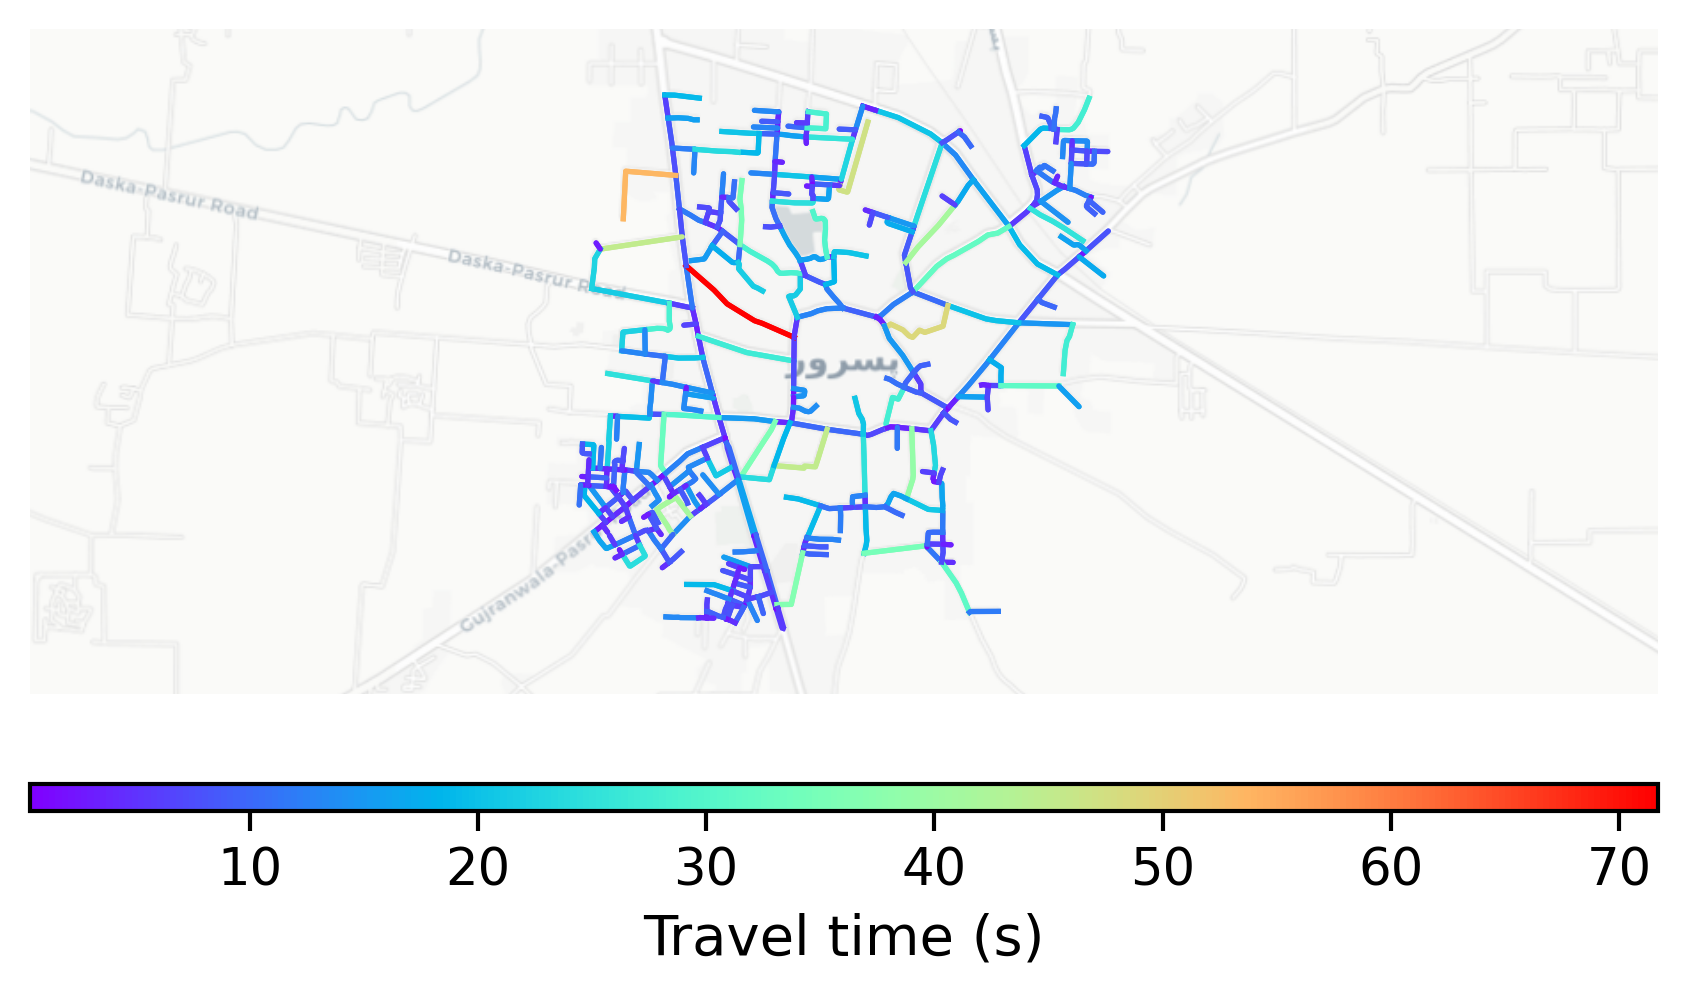 Daska-Pasrur Road
Daska-Pasrur Road
پسرور
Gujranwala-Pasr
10 20 30 40 50 60 70
Travel time (s)